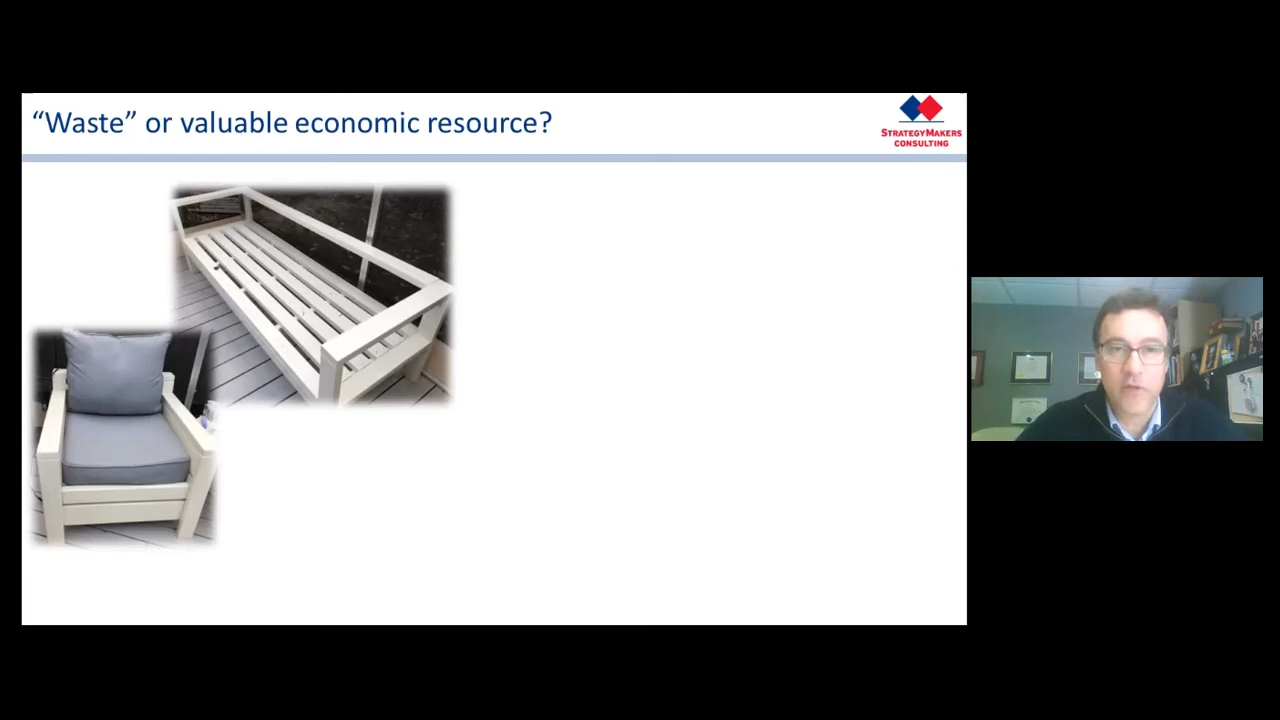 “Waste” or valuable economic resource?
STRATEGYMAKERS
CONSULTING